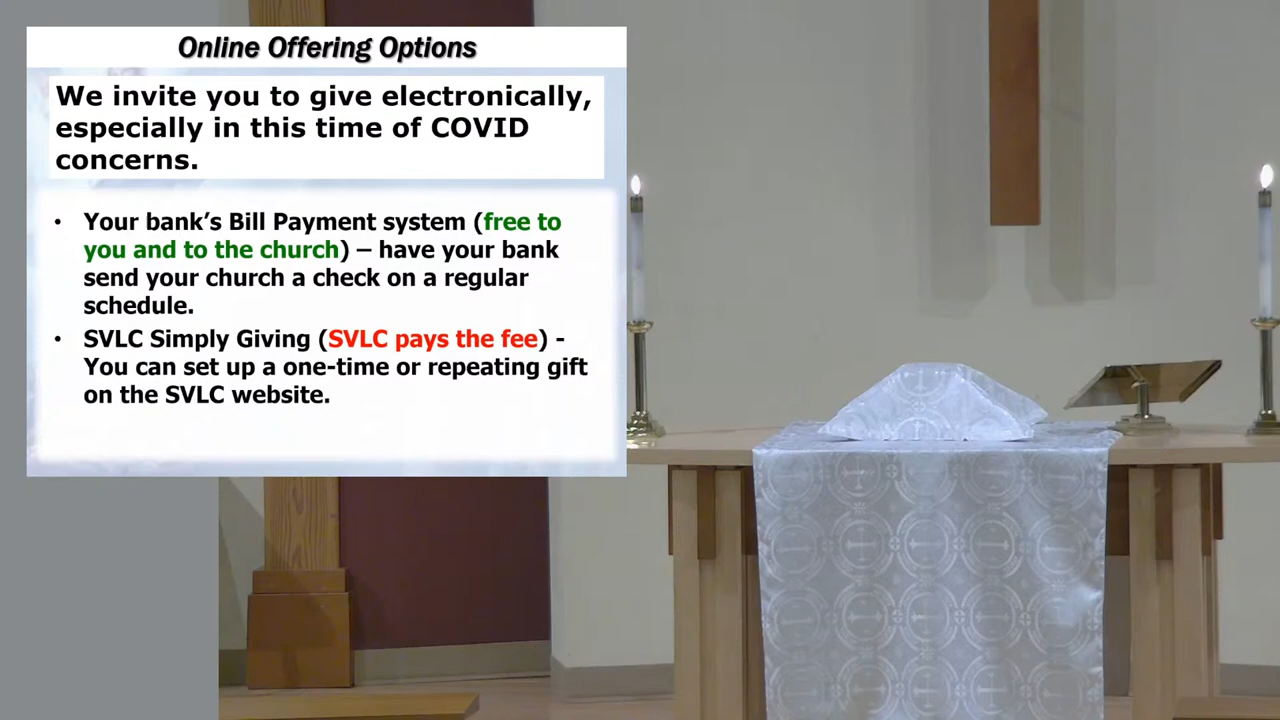 Online Offering Options
We invite you to give electronically,
especially in this time of COVID
concerns.
• Your bank’s Bill Payment system (free to
you and to the church) – have your bank
send your church a check on a regular
schedule.
• SVLC Simply Giving (SVLC pays the fee) -
You can set up a one-time or repeating gift
on the SVLC website.